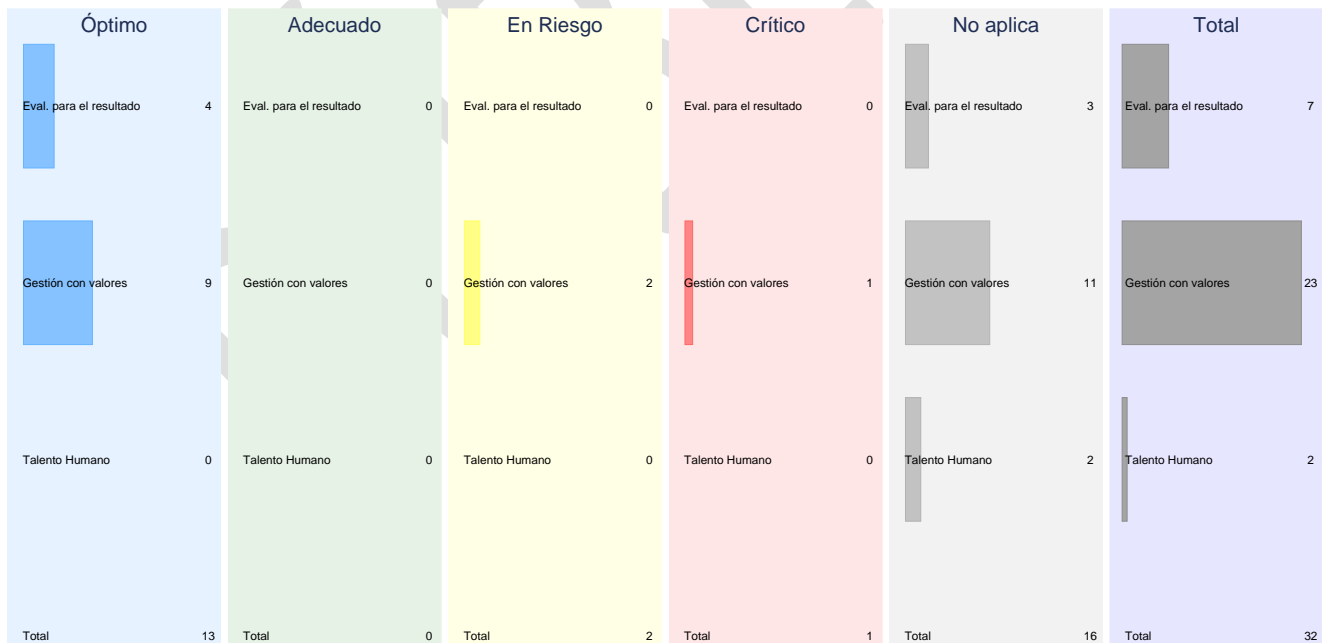 Óptimo Adecuado En Riesgo Crítico No aplica Total
Eval. para el resultado 4 Eval. para el resultado 0 Eval. para el resultado 0 Eval. para el resultado 0 Eval. para el resultado 3 Eval. para el resultado 7
Gestión con valores 9 Gestión con valores 0 Gestión con valores 2 Gestión con valores 1 Gestión con valores 11 Gestión con valores 23
Talento Humano 0 Talento Humano 0 Talento Humano 0 Talento Humano 0 Talento Humano 2 Talento Humano 2
Total 13 Total 0 Total 2 Total 1 Total 16 Total 32